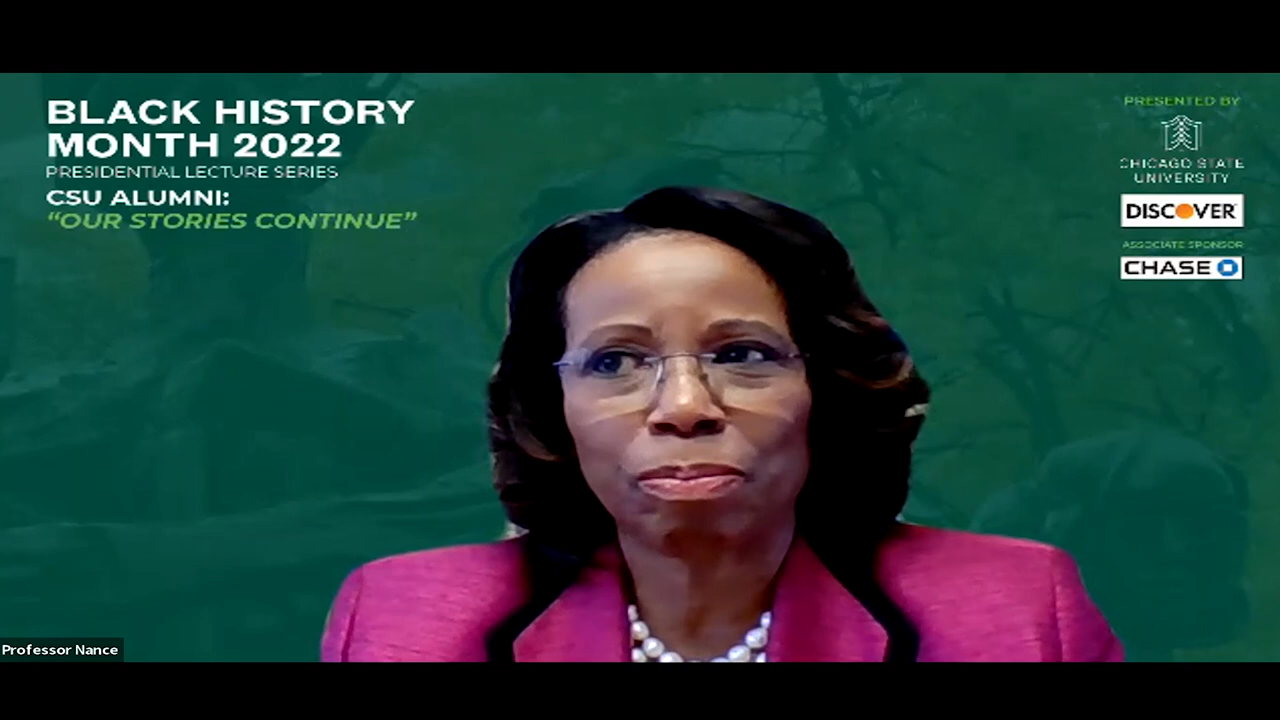 BLACK HISTORY
MONTH 2022
PRESIDENTIAL LECTURE SERIES
CSU ALUMNI:
“OUR STORIES CONTINUE”
PRESENTED BY
CHICAGO STATE
UNIVERSITY
DISCOVER
ASSOCIATE SPONSOR
CHASE
Professor Nance